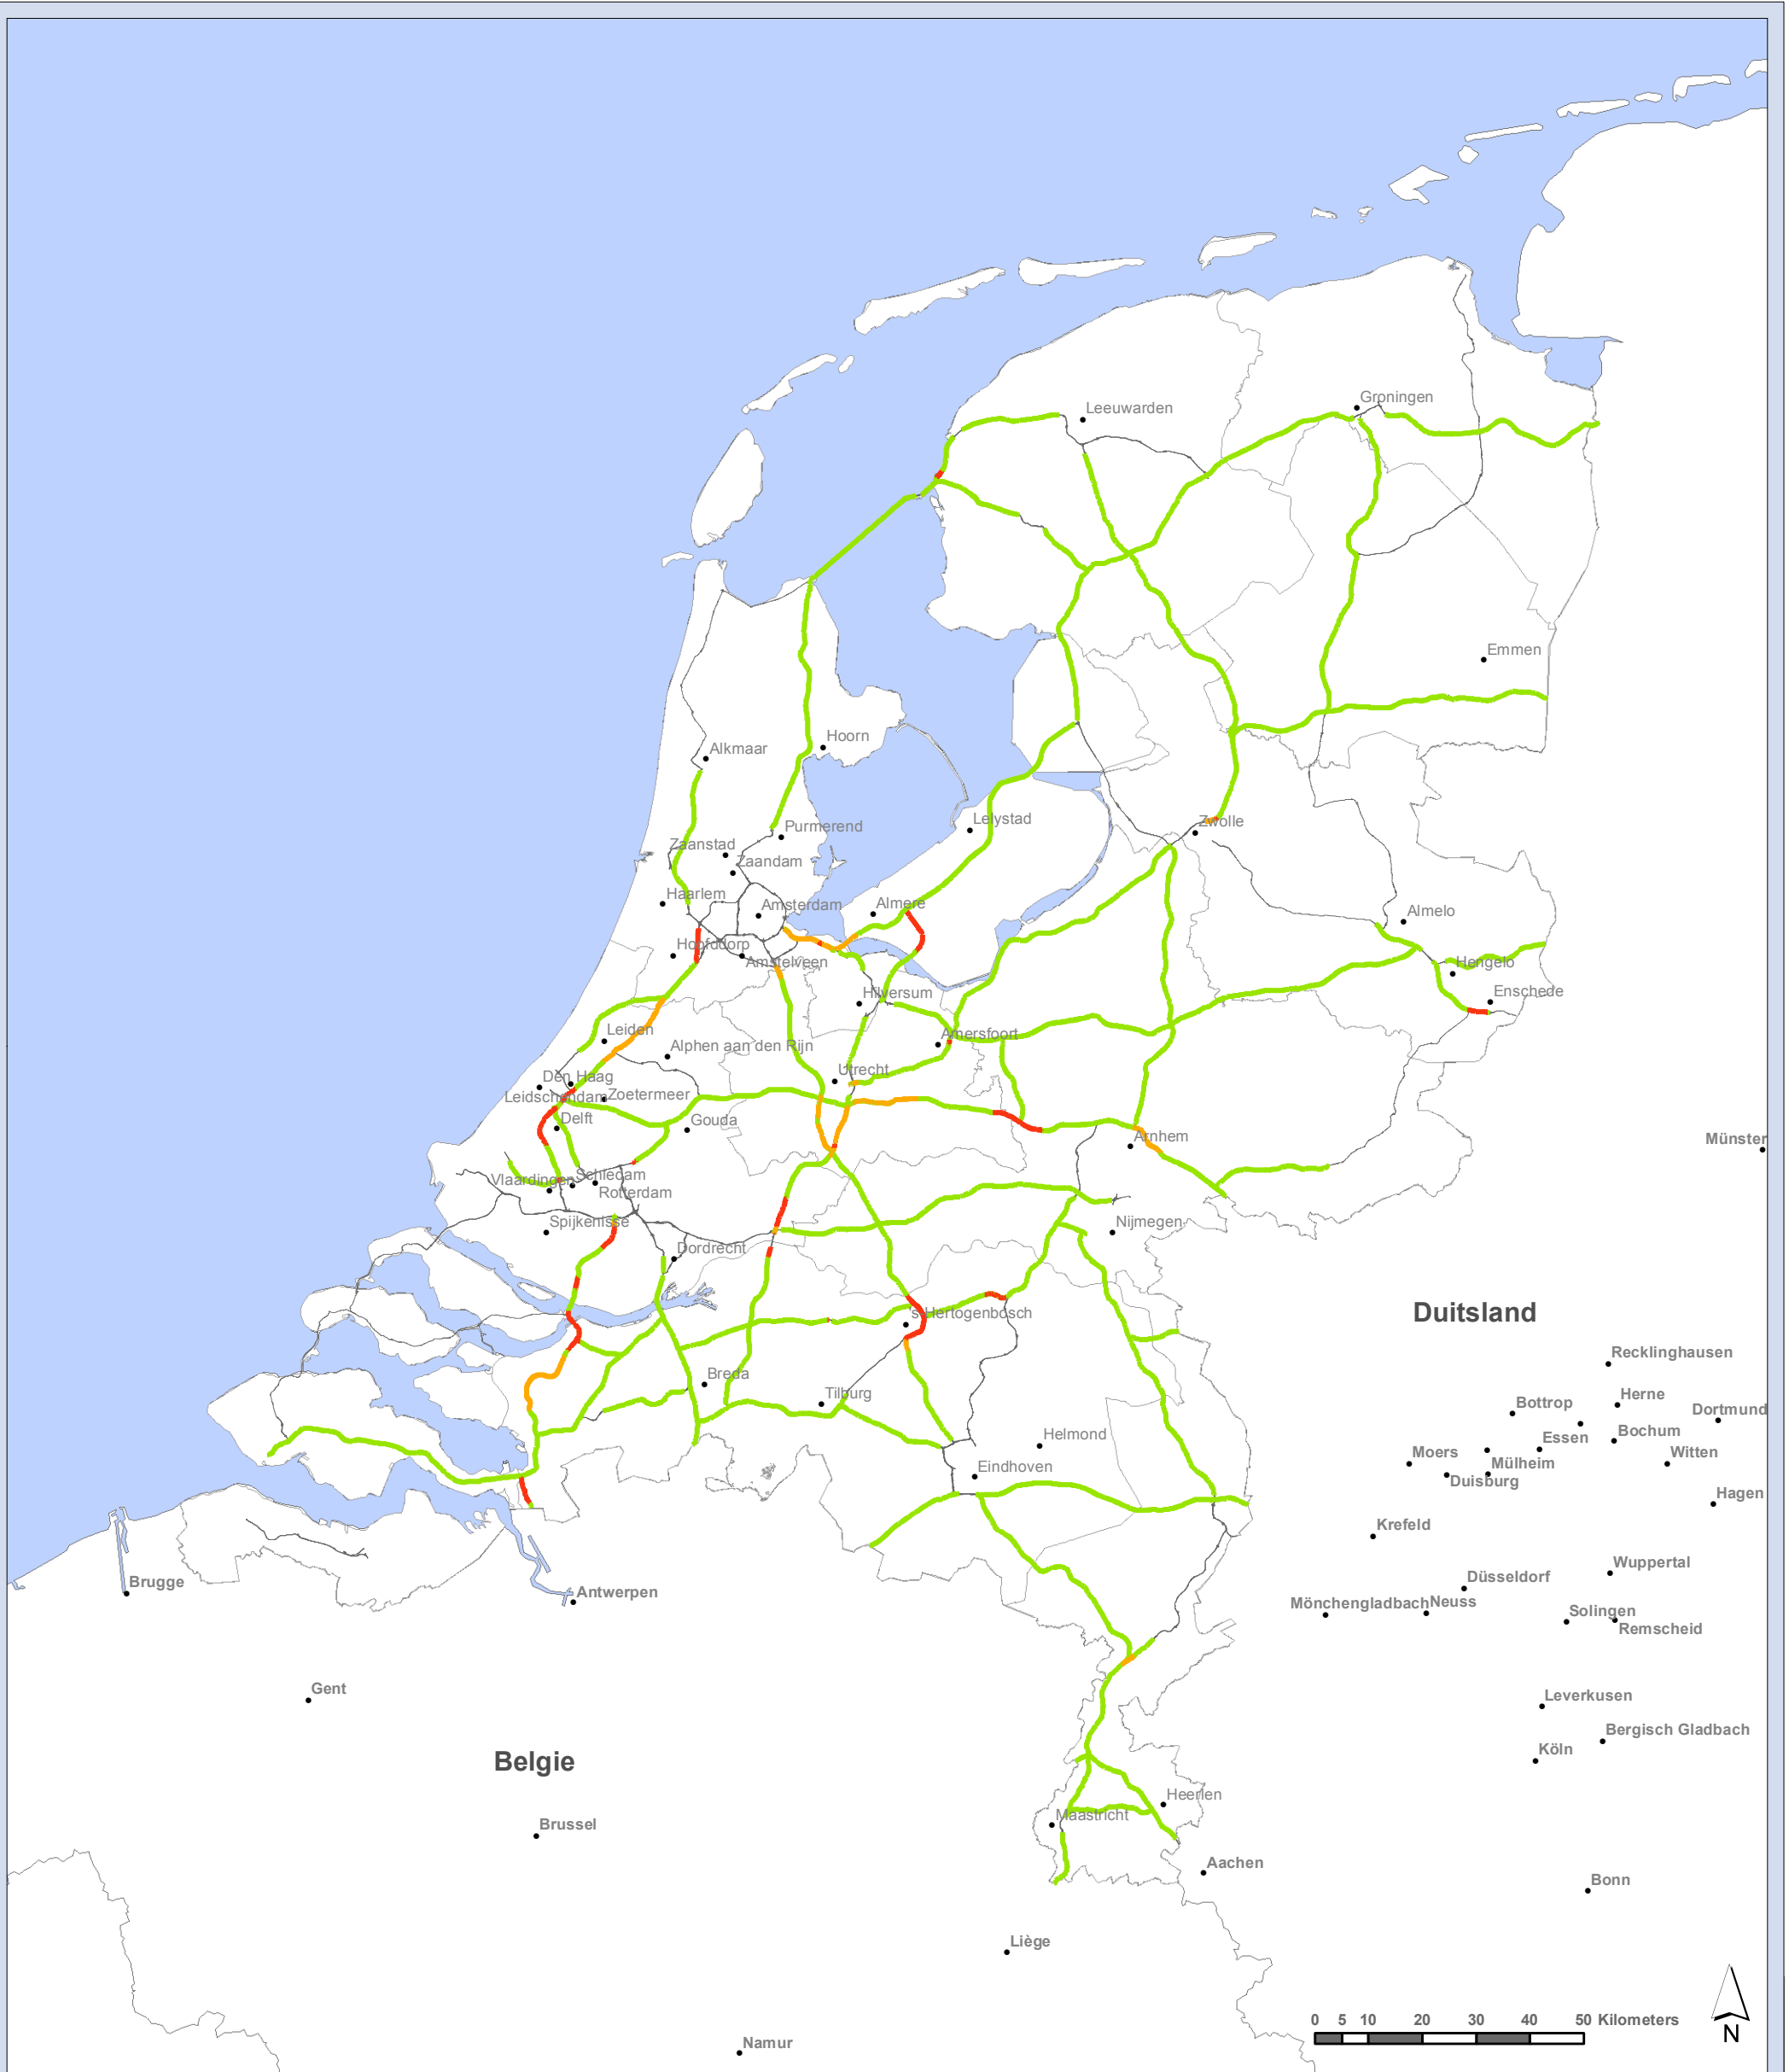 Leeuwarden
Groningen
Emmen
Hoorn
Alkmaar
Lelystad
Purmerend
Zwolle
Zaanstad
Zaandam
Haarlem
Amsterdam
Almere
Almelo
Hoofddorp
Amstelveen
Hengelo
Hilversum
Enschede
Leiden
Amersfoort
Alphen aan den Rijn
Utrecht
Den Haag
Leidschendam
Zoetermeer
Delft
Gouda
Arnhem
Münster
Schiedam
Vlaardingen
Rotterdam
Spijkenisse
Nijmegen
Dordrecht
's Hertogenbosch
Duitsland
Recklinghausen
Breda
Tilburg
Bottrop
Herne
Dortmund
Helmond
Essen
Bochum
Moers
Mülheim
Witten
Eindhoven
Duisburg
Hagen
Krefeld
Wuppertal
Brugge
Antwerpen
Düsseldorf
Mönchengladbach
Neuss
Solingen
Remscheid
Gent
Leverkusen
Bergisch Gladbach
Belgie
Köln
Heerlen
Maastricht
Brussel
Aachen
Bonn
Liège
0 5 10 20 30 40 50 Kilometers
N
Namur